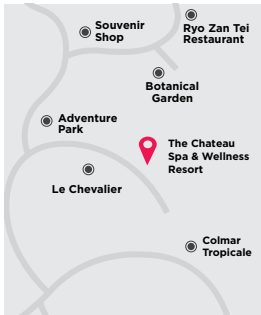 Souvenir
Shop
Ryo Zan Tei
Restaurant
Botanical
Garden
Adventure
Park
The Chateau
Spa & Wellness
Resort
Le Chevalier
Colmar
Tropicale